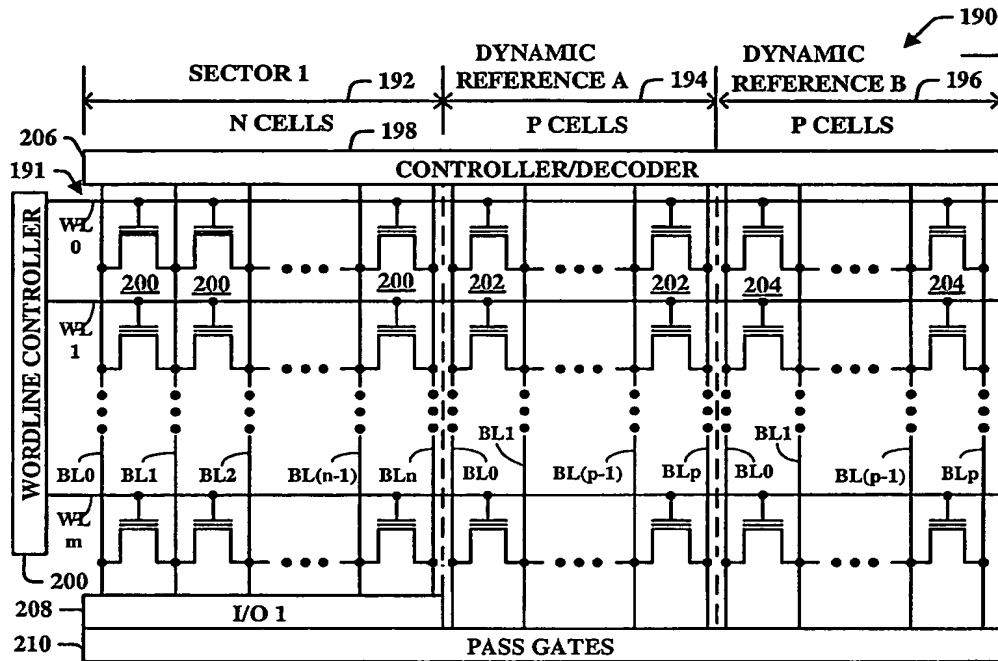 190
SECTOR 1
DYNAMIC REFERENCE A
DYNAMIC REFERENCE B
192
194
196
N CELLS
P CELLS
P CELLS
198
206
CONTROLLER/DECODER
191
WORDLINE CONTROLLER
WL 0
200
200
200
202
202
204
204
WL 1
BL0
BL1
BL2
BL(n-1)
BLn
BL0
BL1
BL(p-1)
BLp
BL0
BL1
BL(p-1)
BLp
WL m
200
208
I/O 1
210
PASS GATES